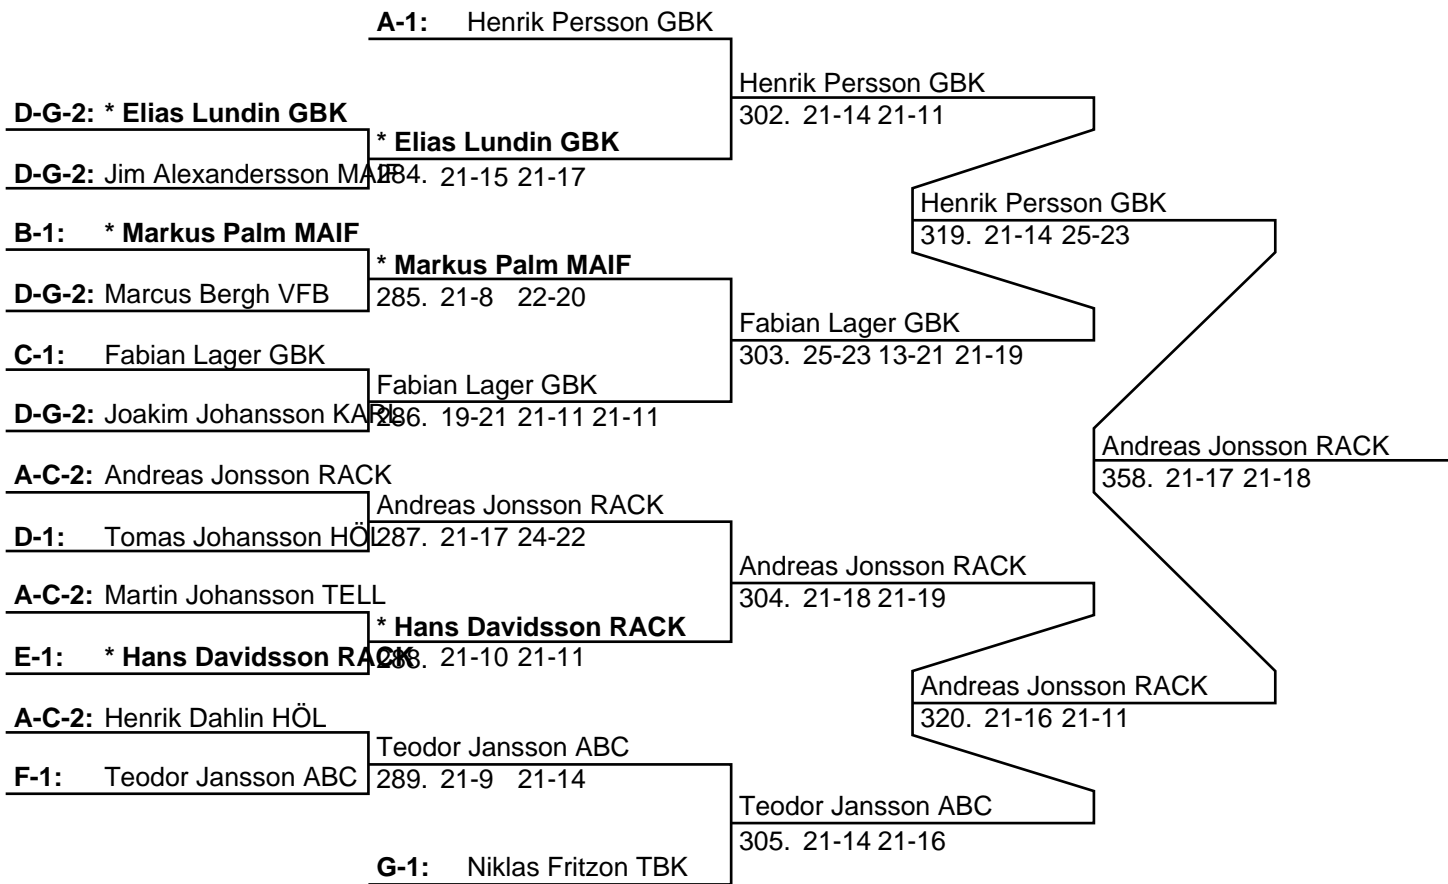 A-1: Henrik Persson GBK
Henrik Persson GBK
302. 21-14 21-11
D-G-2: * Elias Lundin GBK
* Elias Lundin GBK
284. 21-15 21-17
D-G-2: Jim Alexandersson MAIF
Henrik Persson GBK
319. 21-14 25-23
B-1: * Markus Palm MAIF
* Markus Palm MAIF
285. 21-8 22-20
D-G-2: Marcus Bergh VFB
Fabian Lager GBK
303. 25-23 13-21 21-19
C-1: Fabian Lager GBK
Fabian Lager GBK
286. 19-21 21-11 21-11
D-G-2: Joakim Johansson KARL
Andreas Jonsson RACK
358. 21-17 21-18
A-C-2: Andreas Jonsson RACK
Andreas Jonsson RACK
287. 21-17 24-22
D-1: Tomas Johansson HÖL
Andreas Jonsson RACK
304. 21-18 21-19
A-C-2: Martin Johansson TELL
* Hans Davidsson RACK
288. 21-10 21-11
E-1: * Hans Davidsson RACK
Andreas Jonsson RACK
320. 21-16 21-11
A-C-2: Henrik Dahlin HÖL
Teodor Jansson ABC
289. 21-9 21-14
F-1: Teodor Jansson ABC
Teodor Jansson ABC
305. 21-14 21-16
G-1: Niklas Fritzon TBK